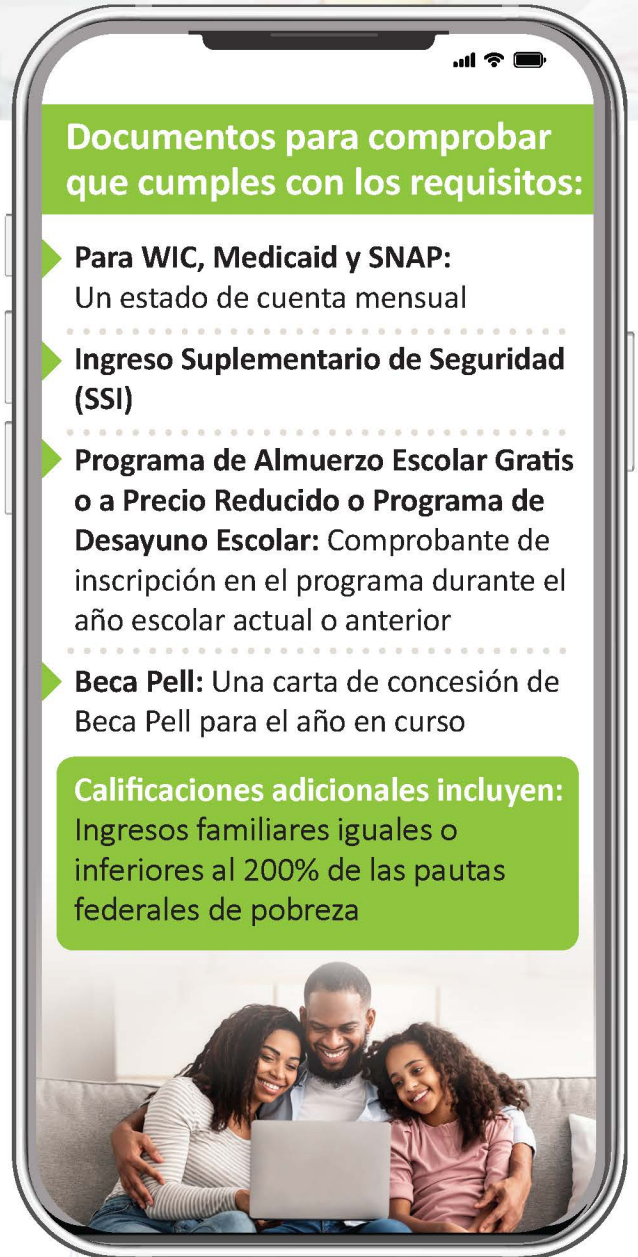 Documentos para comprobar
que cumples con los requisitos:
Para WIC, Medicaid y SNAP:
Un estado de cuenta mensual
Ingreso Suplementario de Seguridad
(SSI)
Programa de Almuerzo Escolar Gratis
o a Precio Reducido o Programa de
Desayuno Escolar: Comprobante de
inscripción en el programa durante el
año escolar actual o anterior
Beca Pell: Una carta de concesión de
Beca Pell para el año en curso
Calificaciones adicionales incluyen:
Ingresos familiares iguales o
inferiores al 200% de las pautas
federales de pobreza